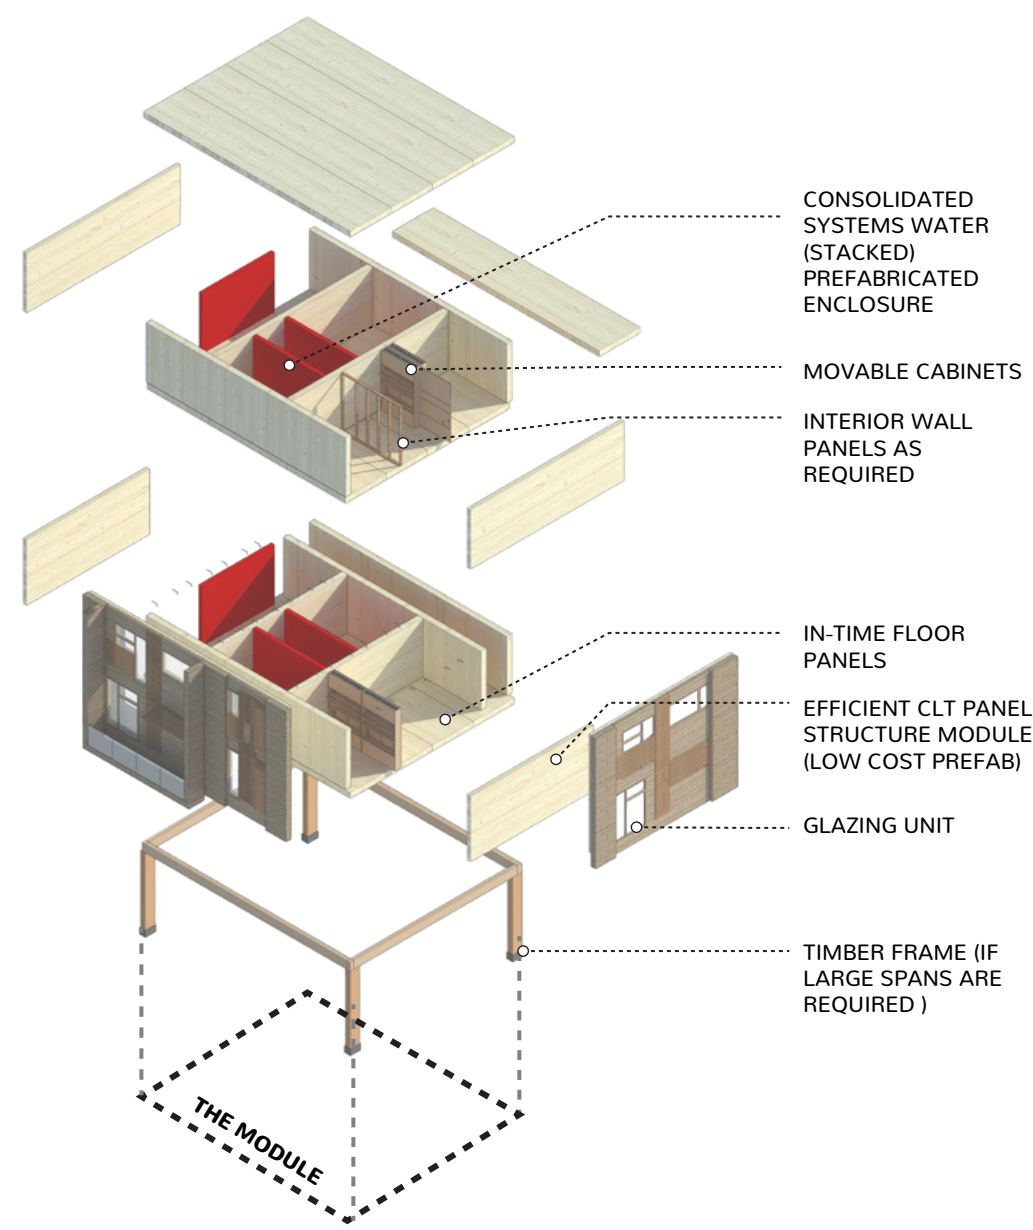 CONSOLIDATED
SYSTEMS WATER
(STACKED)
PREFABRICATED
ENCLOSURE
MOVABLE CABINETS
INTERIOR WALL
PANELS AS
REQUIRED
IN-TIME FLOOR
PANELS
EFFICIENT CLT PANEL
STRUCTURE MODULE
(LOW COST PREFAB)
GLAZING UNIT
TIMBER FRAME (IF
LARGE SPANS ARE
REQUIRED )
THE MODULE